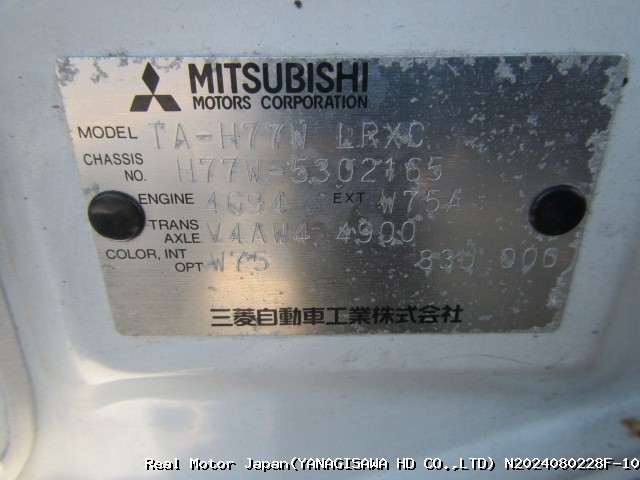 MITSUBISHI
MOTORS CORPORATION
MODEL TA-H77W LRXC
CHASSIS NO. H77W-5302165
ENGINE 4G94 EXT W75A
TRANS AXLE V4AW4 4900
COLOR, INT OPT W75 83U 000
三菱自動車工業株式会社
Real Motor Japan(YANAGISAWA HD CO.,LTD) N2024080228F-10